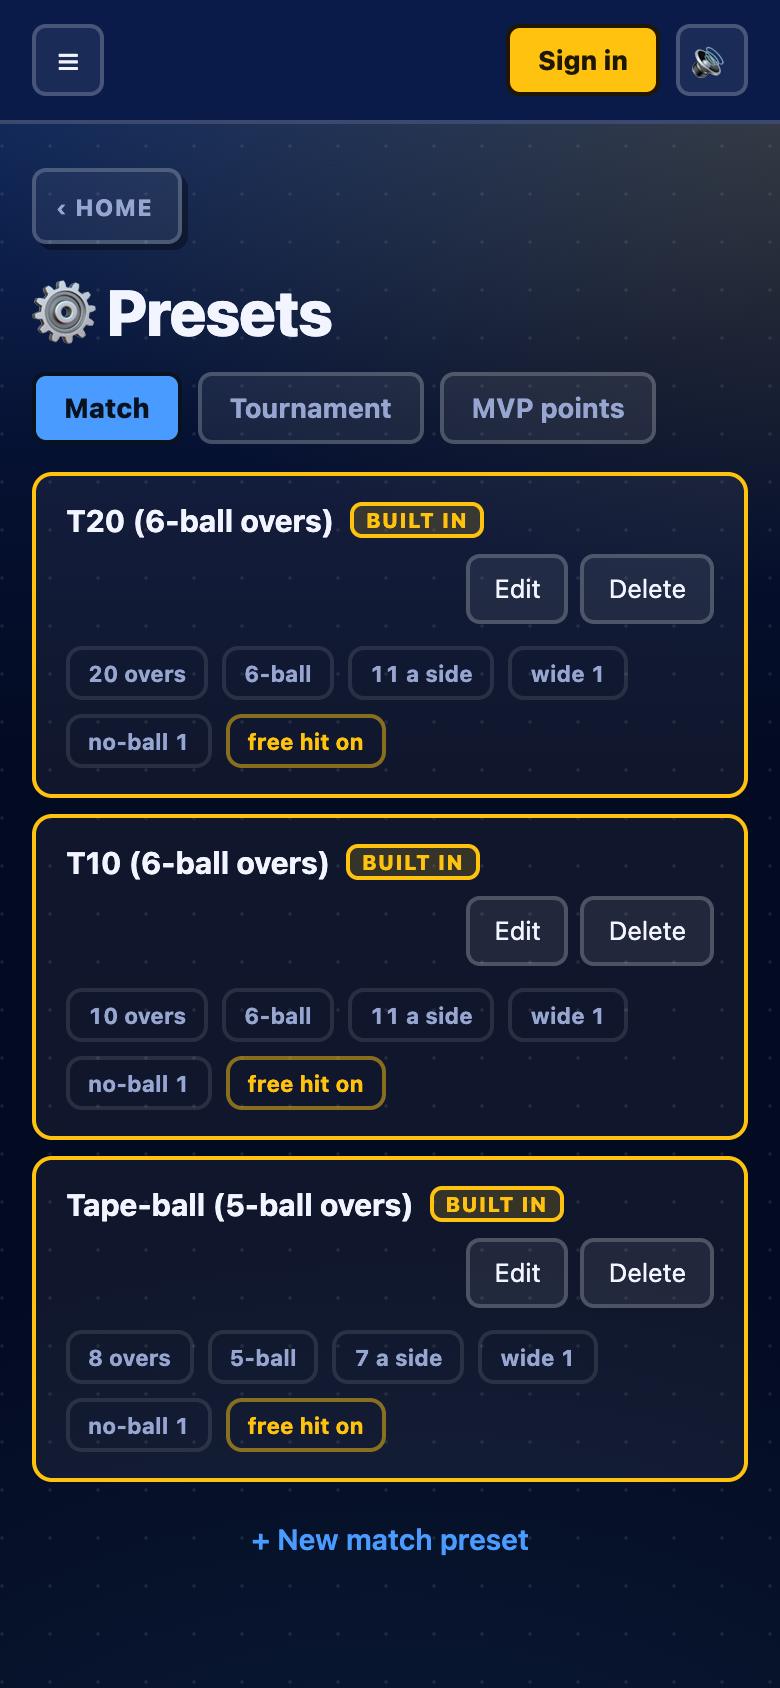 Sign in
‹ HOME
Presets
Match Tournament MVP points
T20 (6-ball overs) BUILT IN
Edit Delete
20 overs 6-ball 11 a side wide 1
no-ball 1 free hit on
T10 (6-ball overs) BUILT IN
Edit Delete
10 overs 6-ball 11 a side wide 1
no-ball 1 free hit on
Tape-ball (5-ball overs) BUILT IN
Edit Delete
8 overs 5-ball 7 a side wide 1
no-ball 1 free hit on
+ New match preset